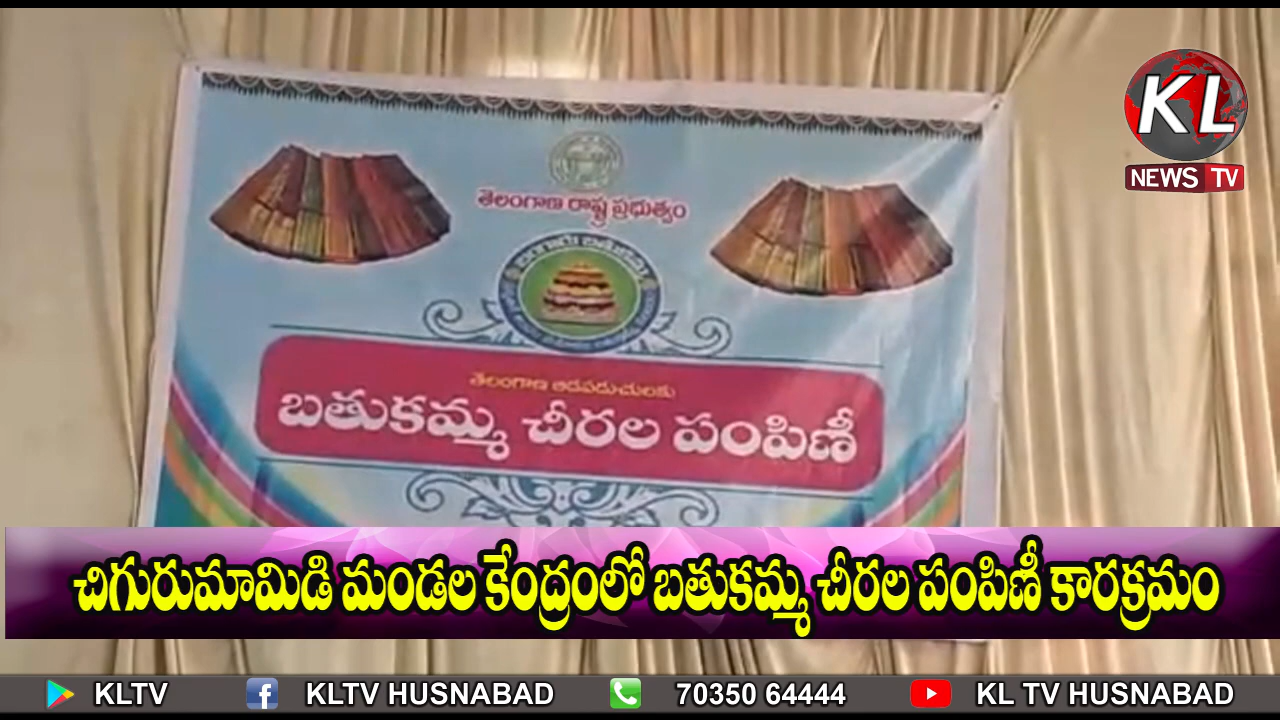 KL
NEWS TV
తెలంగాణ రాష్ట్ర ప్రభుత్వం
తెలంగాణ ఆడపడుచులకు
బతుకమ్మ చీరల పంపిణీ
చిగురుమామిడి మండల కేంద్రంలో బతుకమ్మ చీరల పంపిణీ కారక్రమం
KLTV KLTV HUSNABAD 70350 64444 KL TV HUSNABAD